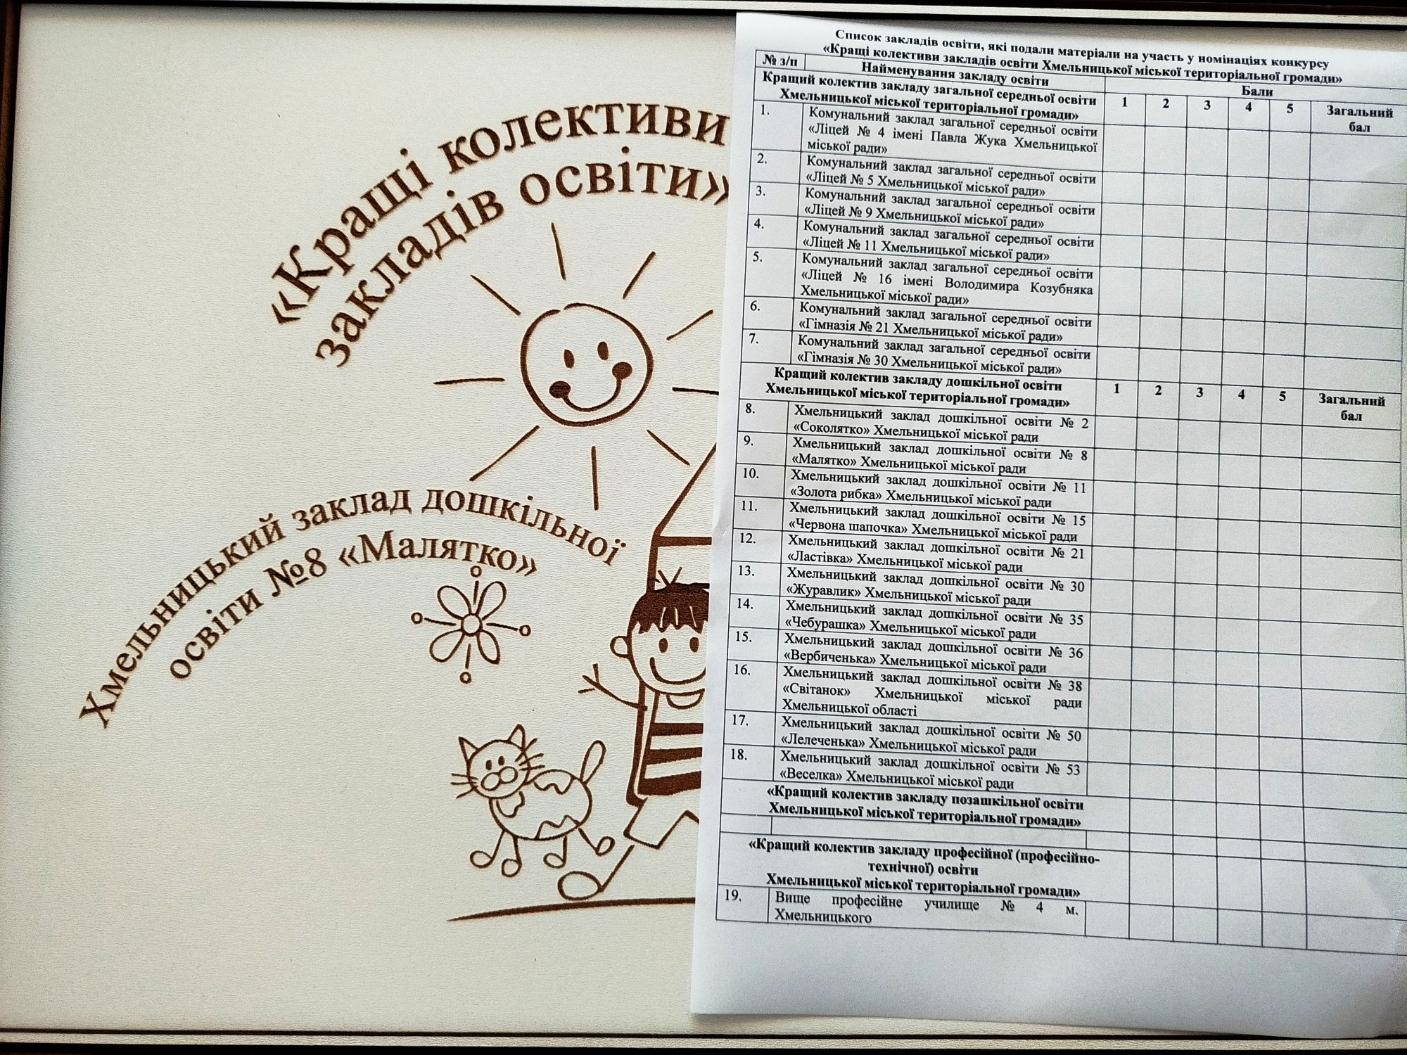 «Кращі колективи
закладів освіти»
Хмельницький заклад дошкільної
освіти №8 «Малятко»
Список закладів освіти, які подали матеріали на участь у номінаціях конкурсу
«Кращі колективи закладів освіти Хмельницької міської територіальної громади»
№ з/п Найменування закладу освіти Бали
Кращий колектив закладу загальної середньої освіти
Хмельницької міської територіальної громади»
1 2 3 4 5 Загальний
бал
1. Комунальний заклад загальної середньої освіти
«Ліцей № 4 імені Павла Жука Хмельницької
міської ради»
2. Комунальний заклад загальної середньої освіти
«Ліцей № 5 Хмельницької міської ради»
3. Комунальний заклад загальної середньої освіти
«Ліцей № 9 Хмельницької міської ради»
4. Комунальний заклад загальної середньої освіти
«Ліцей № 11 Хмельницької міської ради»
5. Комунальний заклад загальної середньої освіти
«Ліцей № 16 імені Володимира Козубняка
Хмельницької міської ради»
6. Комунальний заклад загальної середньої освіти
«Гімназія № 21 Хмельницької міської ради»
7. Комунальний заклад загальної середньої освіти
«Гімназія № 30 Хмельницької міської ради»
Кращий колектив закладу дошкільної освіти
Хмельницької міської територіальної громади»
1 2 3 4 5 Загальний
бал
8. Хмельницький заклад дошкільної освіти № 2
«Соколятко» Хмельницької міської ради
9. Хмельницький заклад дошкільної освіти № 8
«Малятко» Хмельницької міської ради
10. Хмельницький заклад дошкільної освіти № 11
«Золота рибка» Хмельницької міської ради
11. Хмельницький заклад дошкільної освіти № 15
«Червона шапочка» Хмельницької міської ради
12. Хмельницький заклад дошкільної освіти № 21
«Ластівка» Хмельницької міської ради
13. Хмельницький заклад дошкільної освіти № 30
«Журавлик» Хмельницької міської ради
14. Хмельницький заклад дошкільної освіти № 35
«Чебурашка» Хмельницької міської ради
15. Хмельницький заклад дошкільної освіти № 36
«Вербиченька» Хмельницької міської ради
16. Хмельницький заклад дошкільної освіти № 38
«Світанок» Хмельницької міської ради
Хмельницької області
17. Хмельницький заклад дошкільної освіти № 50
«Лелеченька» Хмельницької міської ради
18. Хмельницький заклад дошкільної освіти № 53
«Веселка» Хмельницької міської ради
«Кращий колектив закладу позашкільної освіти
Хмельницької міської територіальної громади»
«Кращий колектив закладу професійної (професійно-
технічної) освіти
Хмельницької міської територіальної громади»
19. Вище професійне училище № 4 м.
Хмельницького